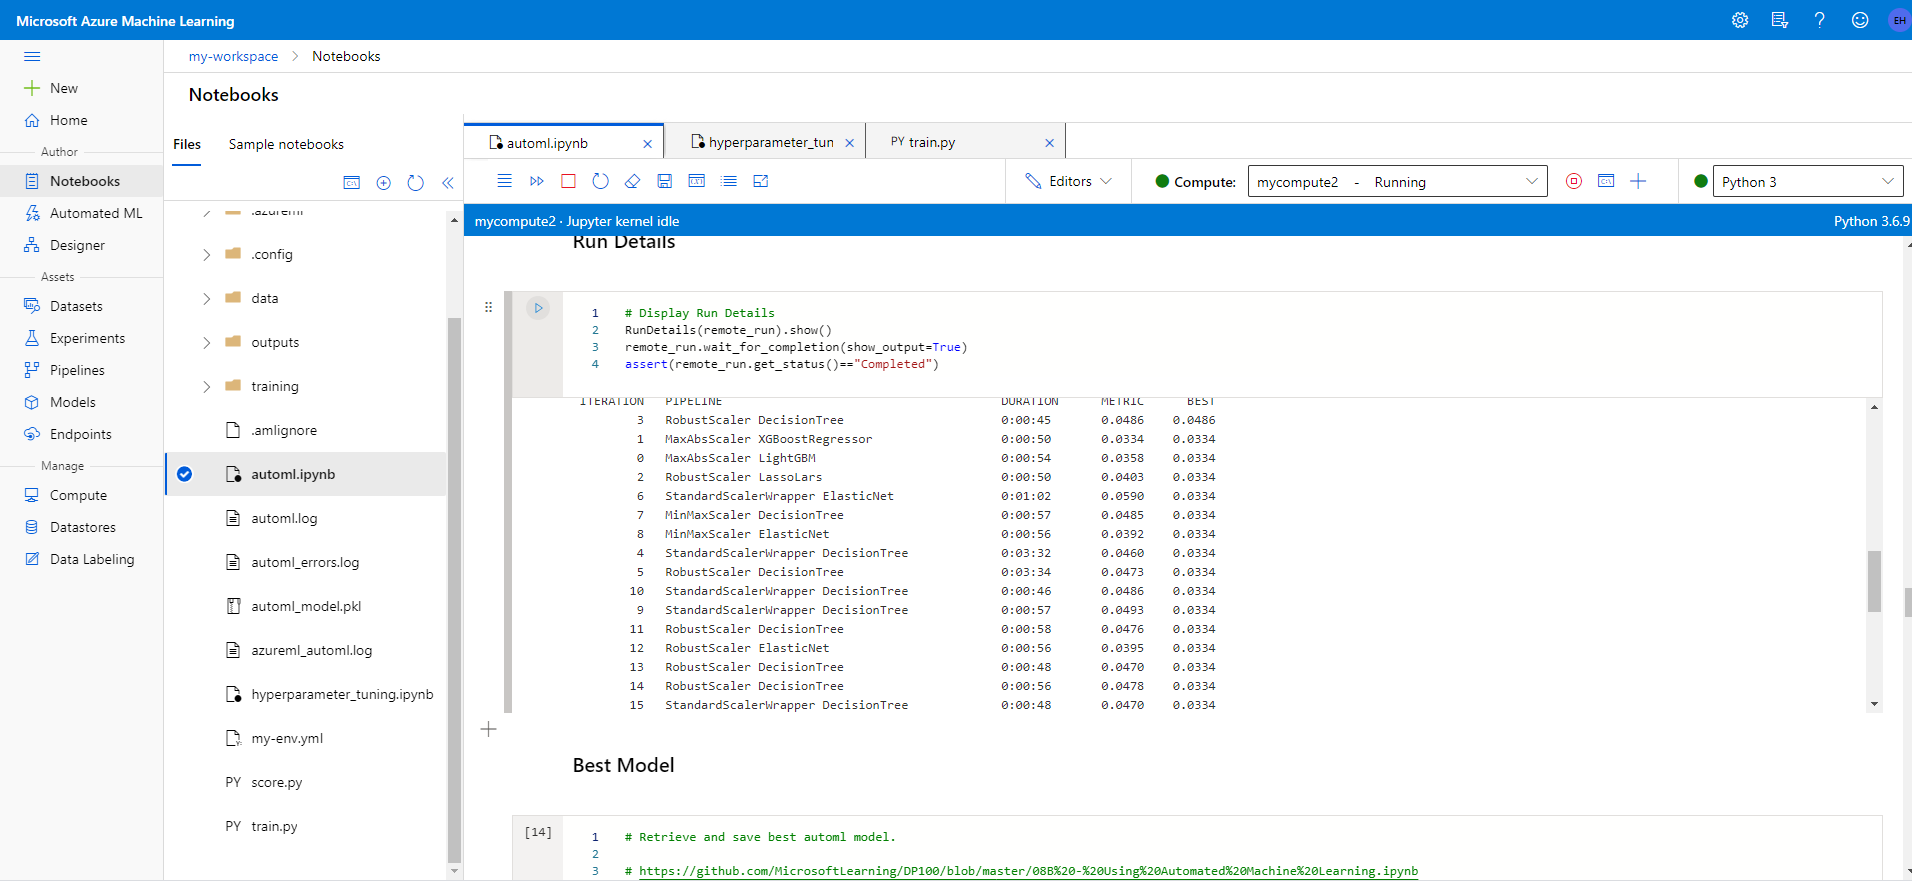 Microsoft Azure Machine Learning
EH
my-workspace > Notebooks
New
Home
Author
Notebooks
Automated ML
Designer
Assets
Datasets
Experiments
Pipelines
Models
Endpoints
Manage
Compute
Datastores
Data Labeling
Notebooks
Files Sample notebooks
.azureml
.config
data
outputs
training
.amlignore
automl.ipynb
automl.log
automl_errors.log
automl_model.pkl
azureml_automl.log
hyperparameter_tuning.ipynb
my-env.yml
PY score.py
PY train.py
automl.ipynb hyperparameter_tun PY train.py
Editors Compute: mycompute2 - Running Python 3
mycompute2 · Jupyter kernel idle Python 3.6.9
Run Details
1 # Display Run Details
2 RunDetails(remote_run).show()
3 remote_run.wait_for_completion(show_output=True)
4 assert(remote_run.get_status()=="Completed")
ITERATION PIPELINE DURATION METRIC BEST
3 RobustScaler DecisionTree 0:00:45 0.0486 0.0486
1 MaxAbsScaler XGBoostRegressor 0:00:50 0.0334 0.0334
0 MaxAbsScaler LightGBM 0:00:54 0.0358 0.0334
2 RobustScaler LassoLars 0:00:50 0.0403 0.0334
6 StandardScalerWrapper ElasticNet 0:01:02 0.0590 0.0334
7 MinMaxScaler DecisionTree 0:00:57 0.0485 0.0334
8 MinMaxScaler ElasticNet 0:00:56 0.0392 0.0334
4 StandardScalerWrapper DecisionTree 0:03:32 0.0460 0.0334
5 RobustScaler DecisionTree 0:03:34 0.0473 0.0334
10 StandardScalerWrapper DecisionTree 0:00:46 0.0486 0.0334
9 StandardScalerWrapper DecisionTree 0:00:57 0.0493 0.0334
11 RobustScaler DecisionTree 0:00:58 0.0476 0.0334
12 RobustScaler ElasticNet 0:00:56 0.0395 0.0334
13 RobustScaler DecisionTree 0:00:48 0.0470 0.0334
14 RobustScaler DecisionTree 0:00:56 0.0478 0.0334
15 StandardScalerWrapper DecisionTree 0:00:48 0.0470 0.0334
Best Model
[14]
1 # Retrieve and save best automl model.
2
3 # https://github.com/MicrosoftLearning/DP100/blob/master/08B%20-%20Using%20Automated%20Machine%20Learning.ipynb